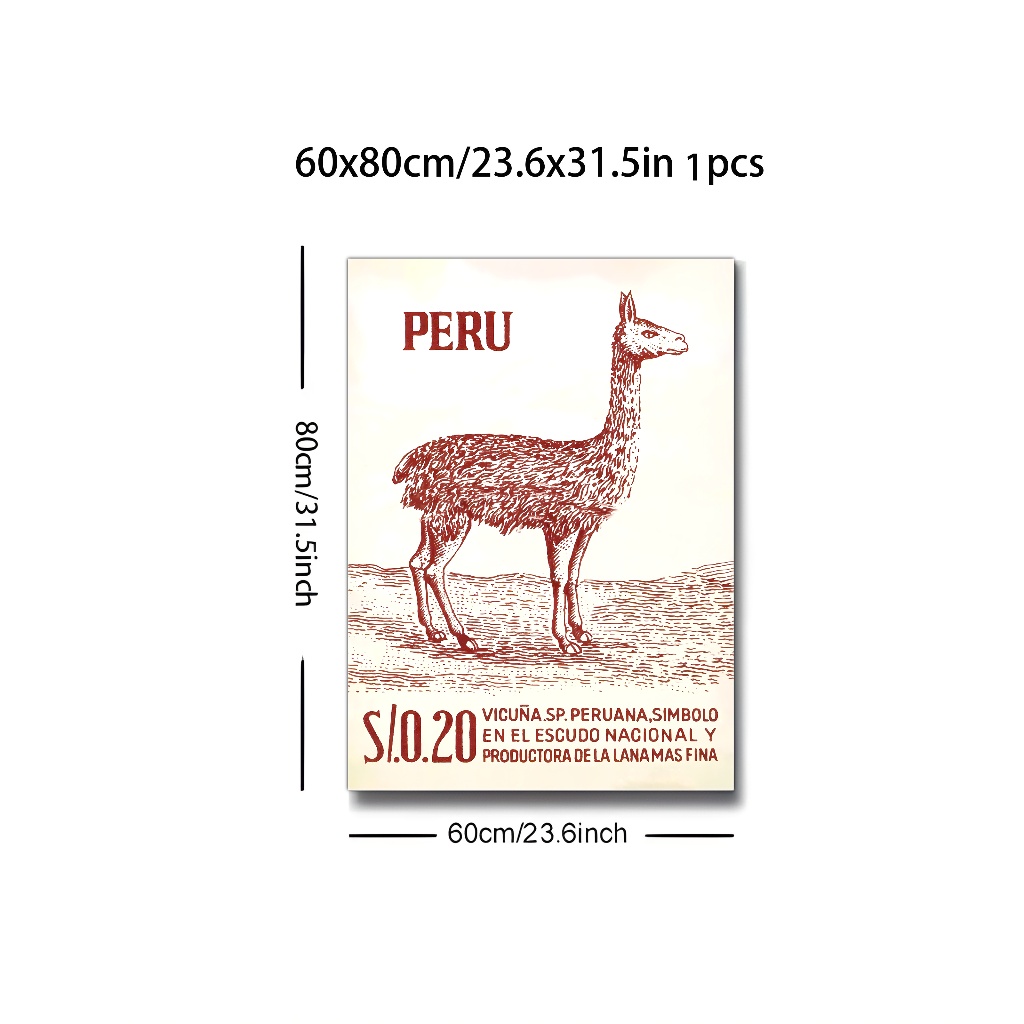 60x80cm/23.6x31.5in 1pcs
80cm/31.5inch
PERU
S/.0.20
VICUÑA.SP. PERUANA,SIMBOLO
EN EL ESCUDO NACIONAL Y
PRODUCTORA DE LA LANA MAS FINA
60cm/23.6inch